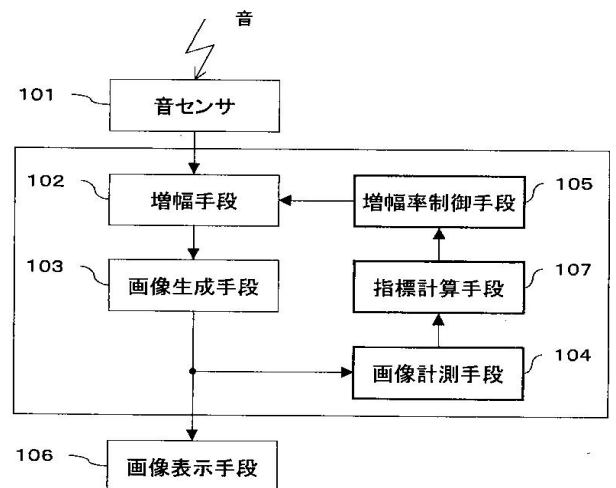 音
101
音センサ
102
増幅手段
増幅率制御手段
105
103
画像生成手段
指標計算手段
107
画像計測手段
104
106
画像表示手段